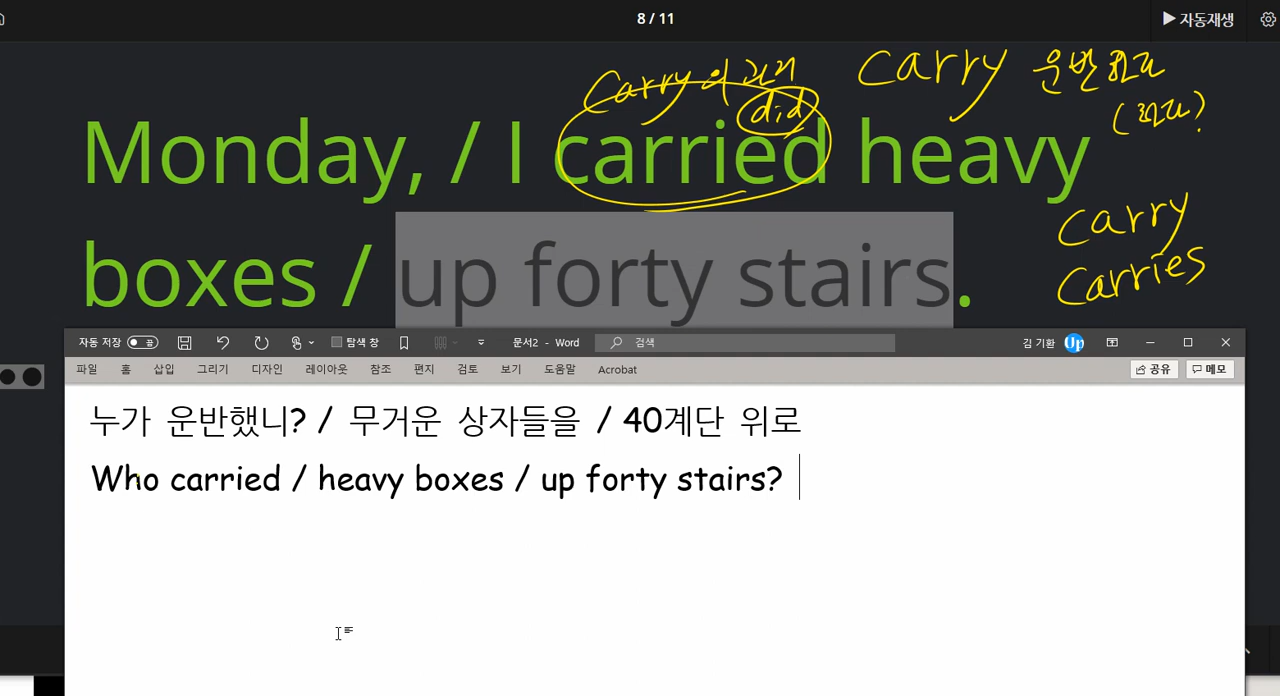 8 / 11
▶ 자동재생
carry의 과거
did
carry 운반하다
Monday, / I carried heavy
boxes / up forty stairs.
carry
carries
자동 저장 끔 탐색 창 문서2 - Word 검색 김 기환 Up
파일 홈 삽입 그리기 디자인 레이아웃 참조 편지 검토 보기 도움말 Acrobat 공유 메모
누가 운반했니? / 무거운 상자들을 / 40계단 위로
Who carried / heavy boxes / up forty stairs?